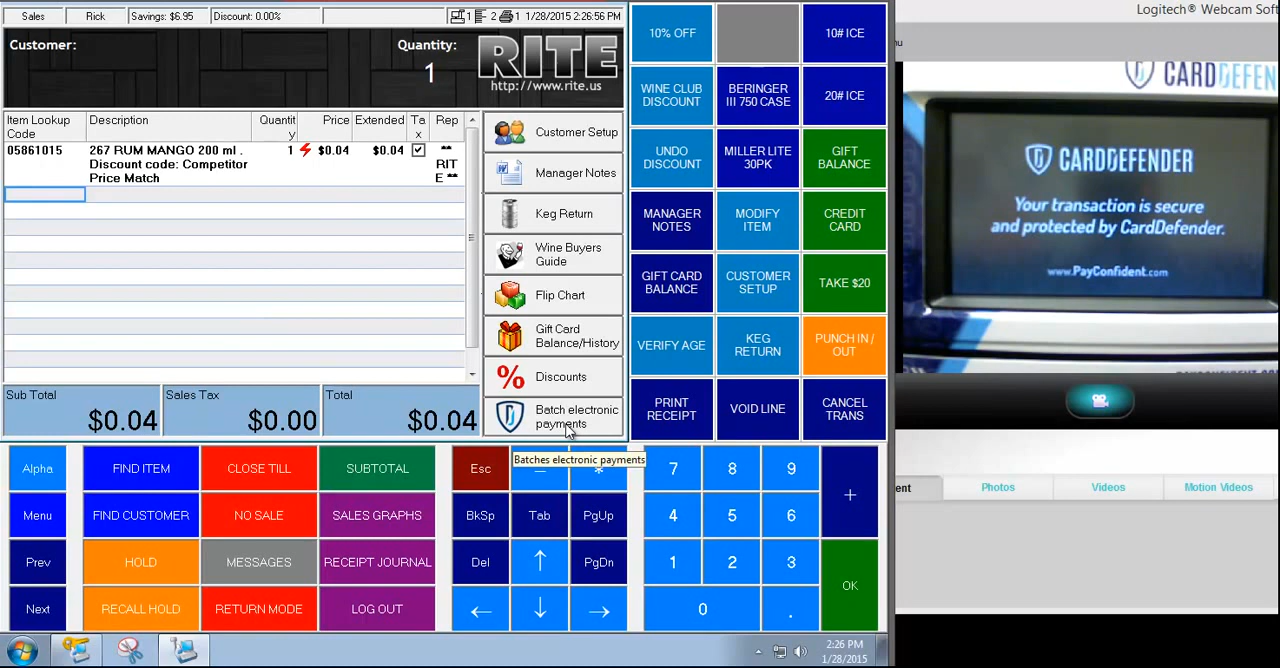 Sales
Rick
Savings: $6.95
Discount: 0.00%
1
2
1
1/28/2015 2:26:56 PM
Customer:
Quantity:
1
RITE
http://www.rite.us
Item Lookup Code
Description
Quantit
y
Price
Extended
Ta
x
Rep
05861015
267 RUM MANGO 200 ml .
Discount code: Competitor
Price Match
1
$0.04
$0.04
**
RIT
E **
Sub Total
$0.04
Sales Tax
$0.00
Total
$0.04
Customer Setup
Manager Notes
Keg Return
Wine Buyers
Guide
Flip Chart
Gift Card
Balance/History
Discounts
Batch electronic
payments
Batches electronic payments
10% OFF
10# ICE
WINE CLUB
DISCOUNT
BERINGER
III 750 CASE
20# ICE
UNDO
DISCOUNT
MILLER LITE
30PK
GIFT
BALANCE
MANAGER
NOTES
MODIFY
ITEM
CREDIT
CARD
GIFT CARD
BALANCE
CUSTOMER
SETUP
TAKE $20
VERIFY AGE
KEG
RETURN
PUNCH IN /
OUT
PRINT
RECEIPT
VOID LINE
CANCEL
TRANS
Alpha
FIND ITEM
CLOSE TILL
SUBTOTAL
Esc
*
7
8
9
+
Menu
FIND CUSTOMER
NO SALE
SALES GRAPHS
BkSp
Tab
PgUp
4
5
6
Prev
HOLD
MESSAGES
RECEIPT JOURNAL
Del
↑
PgDn
1
2
3
OK
Next
RECALL HOLD
RETURN MODE
LOG OUT
←
↓
→
0
.
2:26 PM
1/28/2015
Logitech® Webcam Soft
nu
CARDDEFEN
CARDDEFENDER
Your transaction is secure
and protected by CardDefender.
www.PayConfident.com
ent
Photos
Videos
Motion Videos